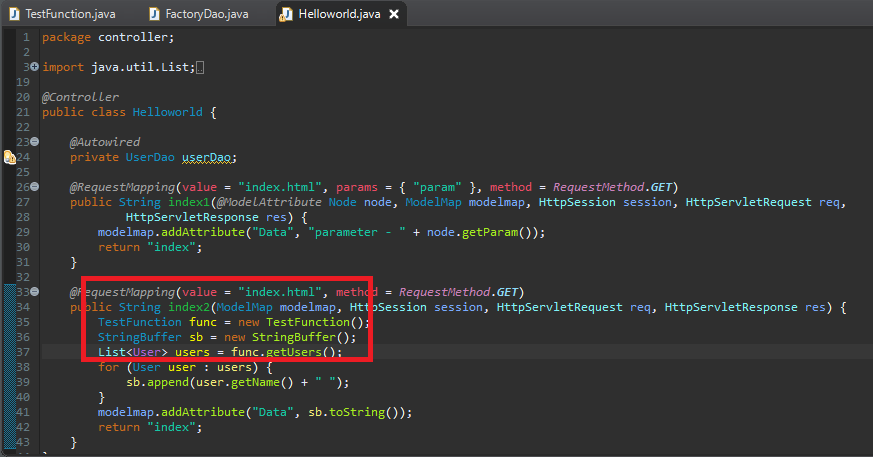 TestFunction.java FactoryDao.java Helloworld.java
1 package controller;
2
3 import java.util.List;
19
20 @Controller
21 public class Helloworld {
22
23 @Autowired
24 private UserDao userDao;
25
26 @RequestMapping(value = "index.html", params = { "param" }, method = RequestMethod.GET)
27 public String index1(@ModelAttribute Node node, ModelMap modelmap, HttpSession session, HttpServletRequest req,
28 HttpServletResponse res) {
29 modelmap.addAttribute("Data", "parameter - " + node.getParam());
30 return "index";
31 }
32
33 @RequestMapping(value = "index.html", method = RequestMethod.GET)
34 public String index2(ModelMap modelmap, HttpSession session, HttpServletRequest req, HttpServletResponse res) {
35 TestFunction func = new TestFunction();
36 StringBuffer sb = new StringBuffer();
37 List<User> users = func.getUsers();
38 for (User user : users) {
39 sb.append(user.getName() + " ");
40 }
41 modelmap.addAttribute("Data", sb.toString());
42 return "index";
43 }